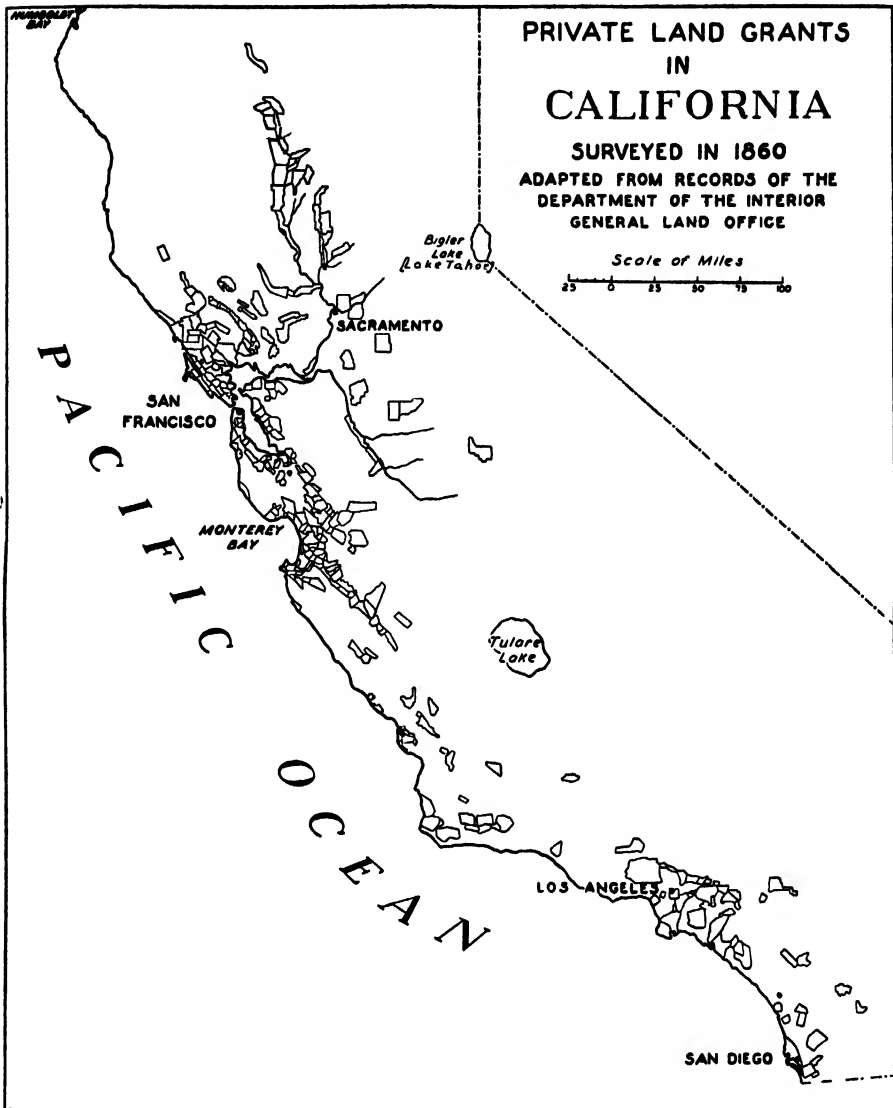 HUMBOLDT
BAY
PRIVATE LAND GRANTS
IN
CALIFORNIA
SURVEYED IN 1860
ADAPTED FROM RECORDS OF THE
DEPARTMENT OF THE INTERIOR
GENERAL LAND OFFICE
Scale of Miles
25 0 25 50 75 100
Bigler
Lake
[Lake Tahoe]
SACRAMENTO
SAN
FRANCISCO
MONTEREY
BAY
Tulare
Lake
LOS ANGELES
SAN DIEGO
PACIFIC
OCEAN